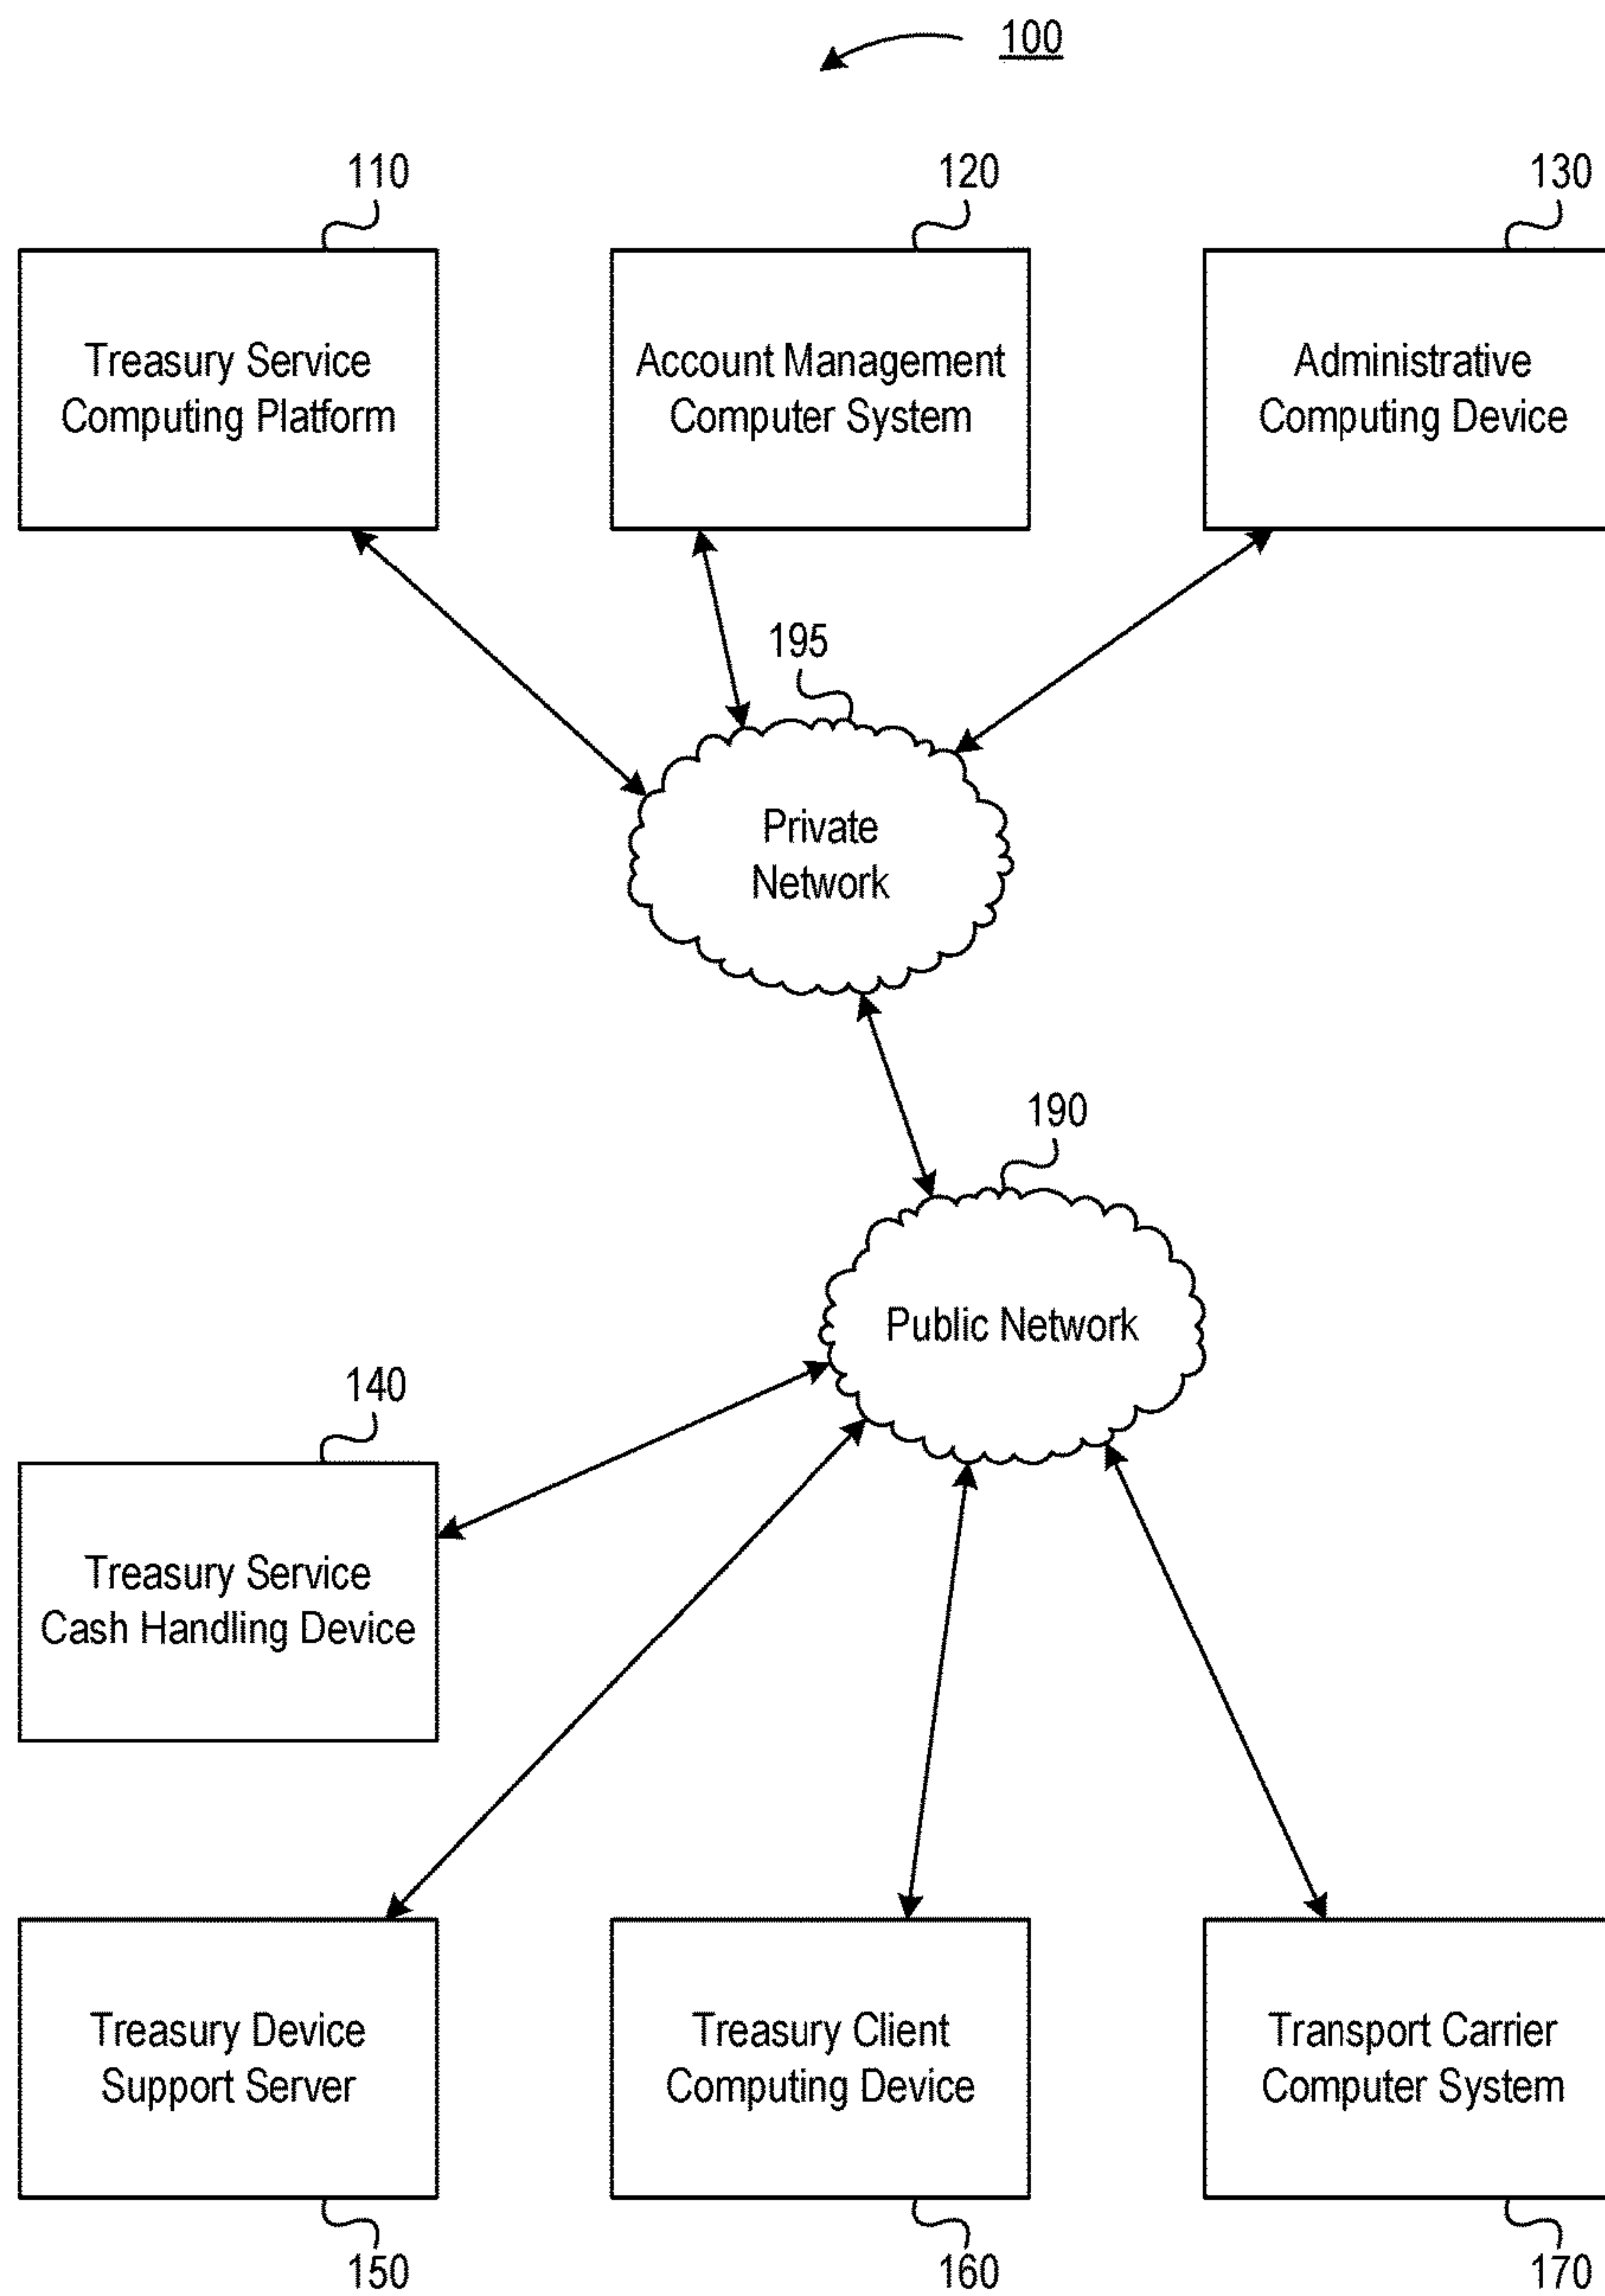 100
110
120
130
Treasury Service
Computing Platform
Account Management
Computer System
Administrative
Computing Device
195
Private
Network
190
Public Network
140
Treasury Service
Cash Handling Device
Treasury Device
Support Server
Treasury Client
Computing Device
Transport Carrier
Computer System
150
160
170